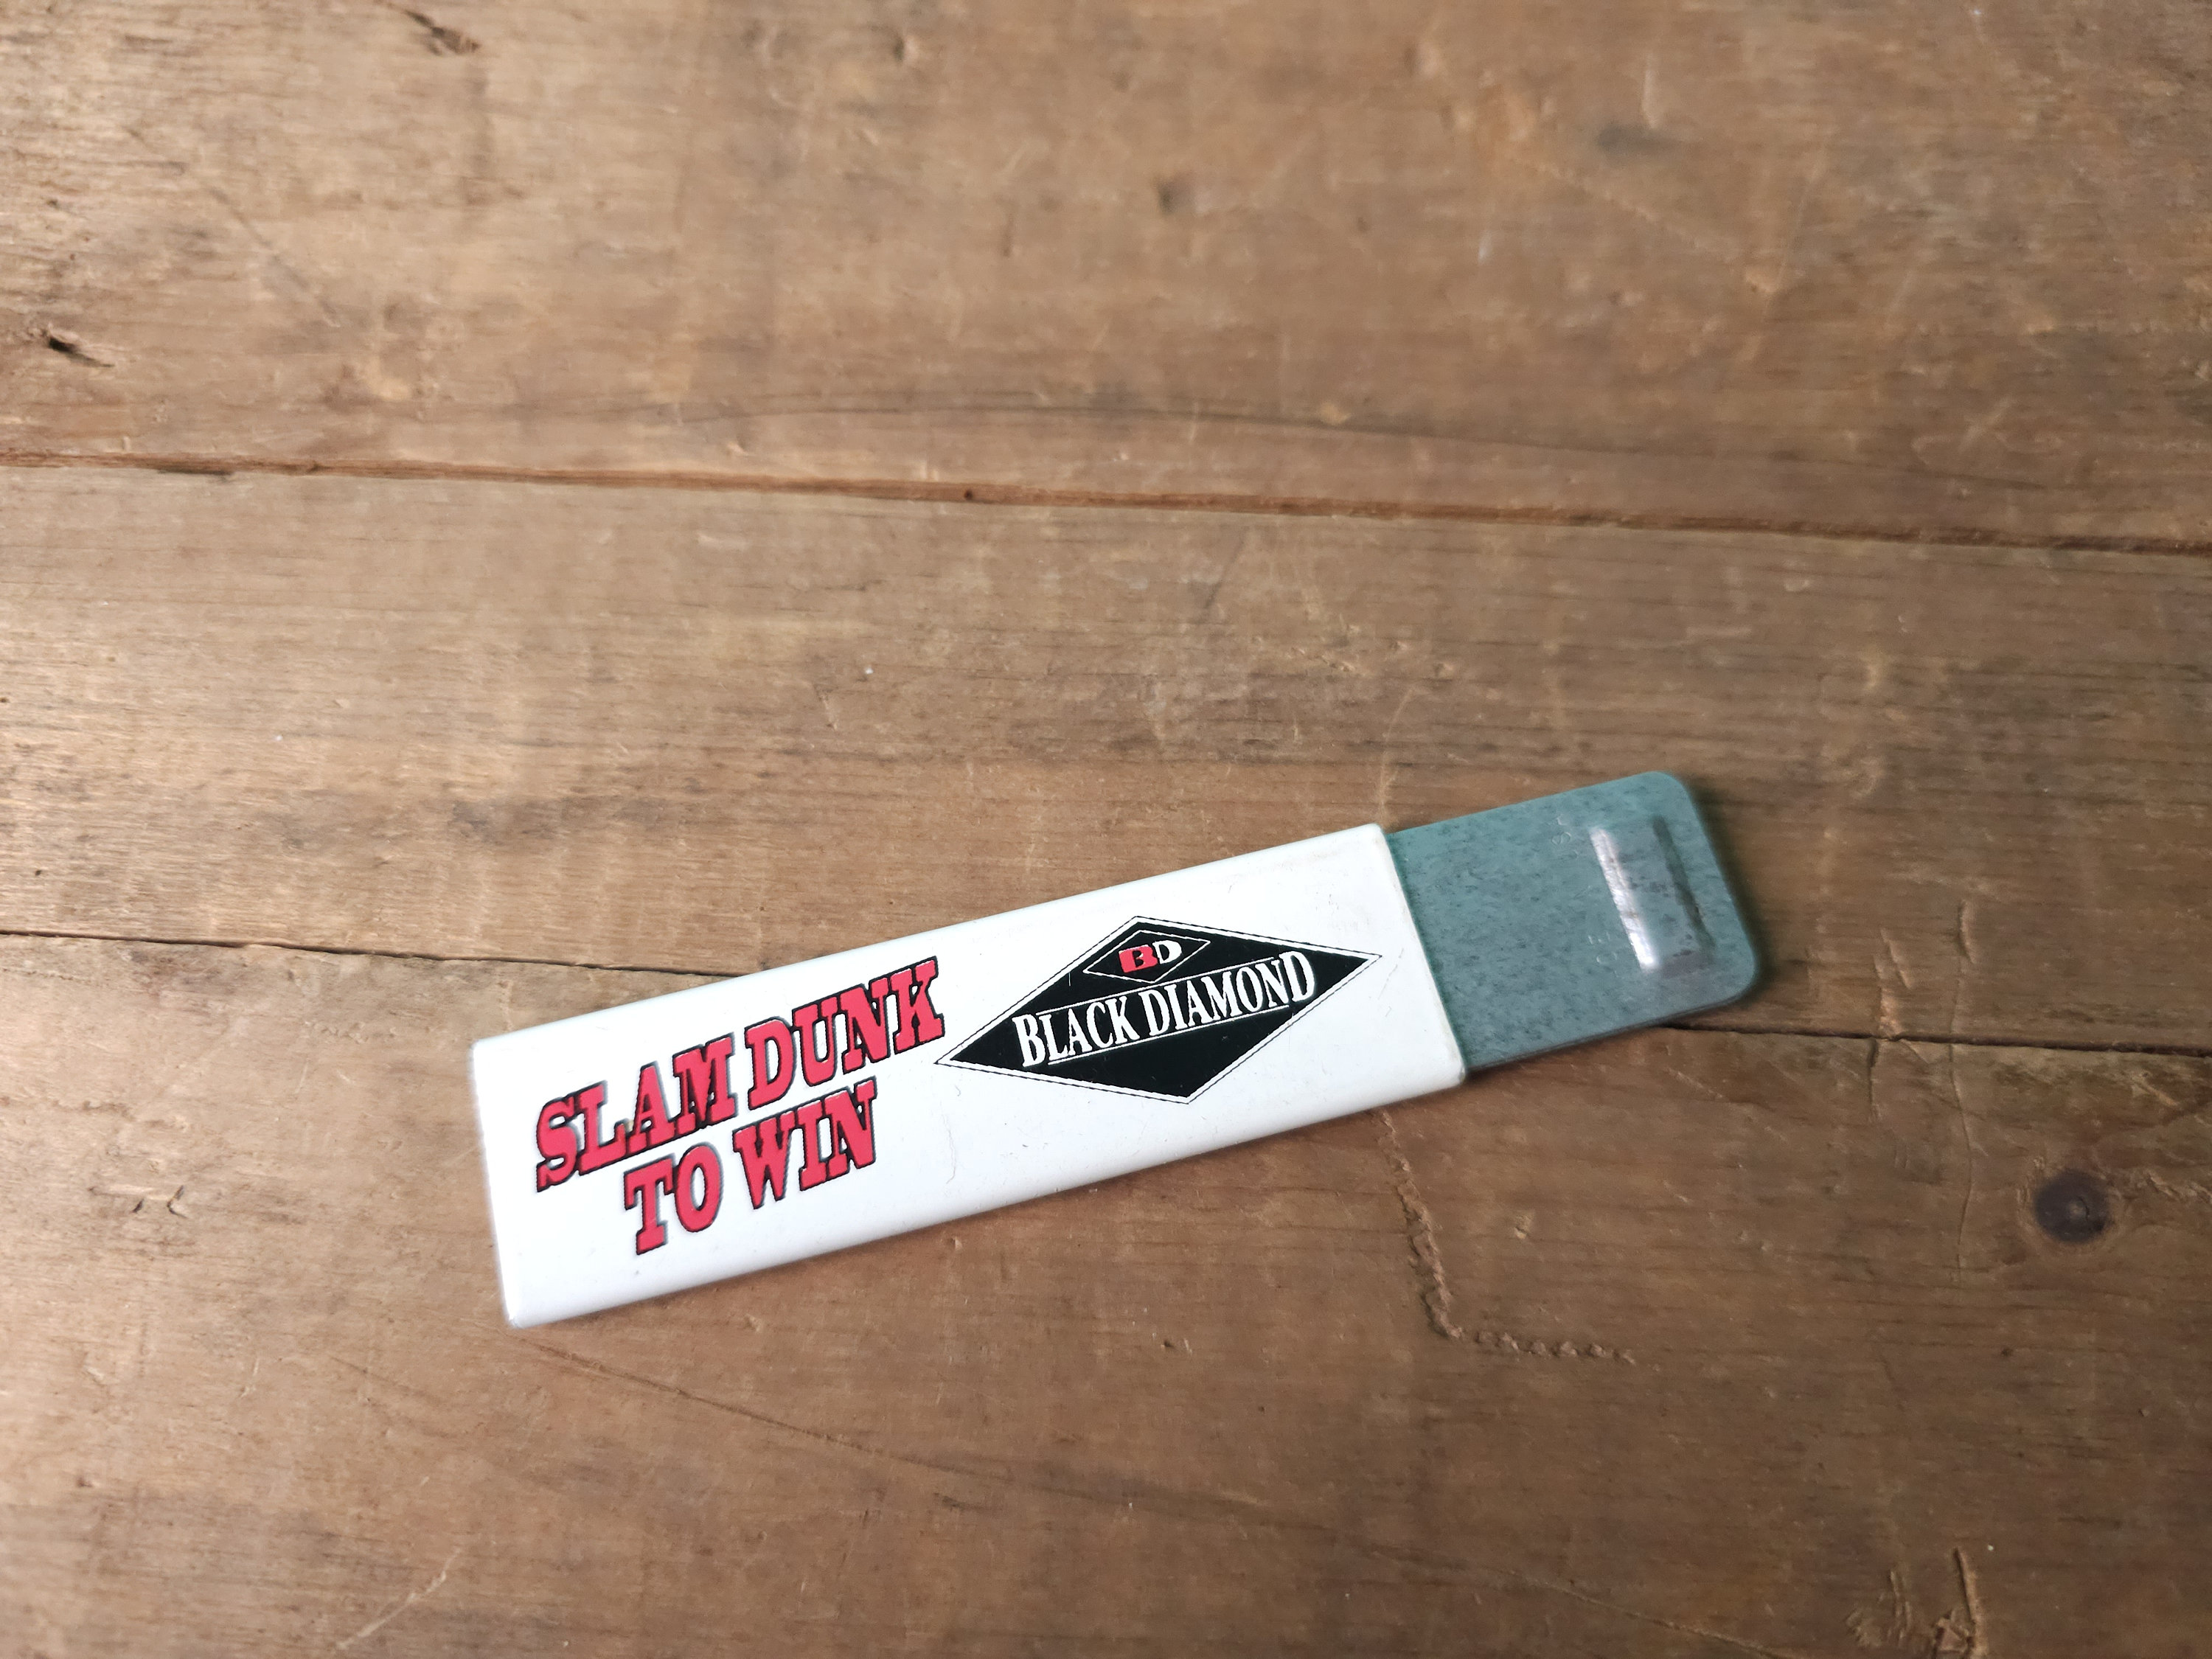 SLAM DUNK
TO WIN
BD
BLACK DIAMOND